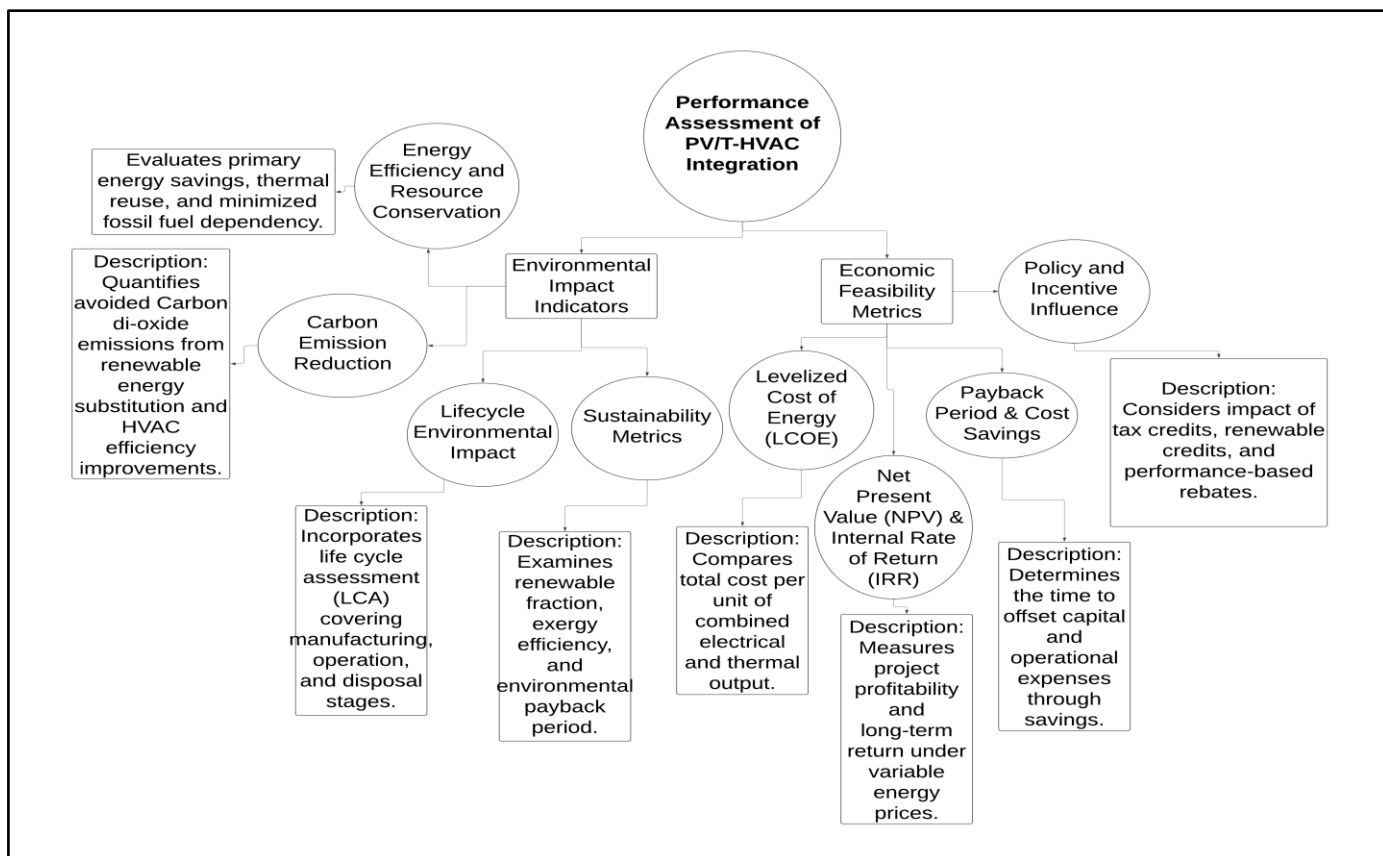 Performance
Assessment of
PV/T-HVAC
Integration
Energy
Efficiency and
Resource
Conservation
Evaluates primary
energy savings, thermal
reuse, and minimized
fossil fuel dependency.
Environmental
Impact
Indicators
Economic
Feasibility
Metrics
Policy and
Incentive
Influence
Description:
Quantifies
avoided Carbon
di-oxide
emissions from
renewable
energy
substitution and
HVAC
efficiency
improvements.
Carbon
Emission
Reduction
Lifecycle
Environmental
Impact
Sustainability
Metrics
Levelized
Cost of
Energy
(LCOE)
Payback
Period & Cost
Savings
Description:
Considers impact of
tax credits, renewable
credits, and
performance-based
rebates.
Net
Present
Value (NPV) &
Internal Rate
of Return
(IRR)
Description:
Incorporates
life cycle
assessment
(LCA)
covering
manufacturing,
operation,
and disposal
stages.
Description:
Examines
renewable
fraction,
exergy
efficiency,
and
environmental
payback
period.
Description:
Compares
total cost per
unit of
combined
electrical
and thermal
output.
Description:
Measures
project
profitability
and
long-term
return under
variable
energy
prices.
Description:
Determines
the time to
offset capital
and
operational
expenses
through
savings.